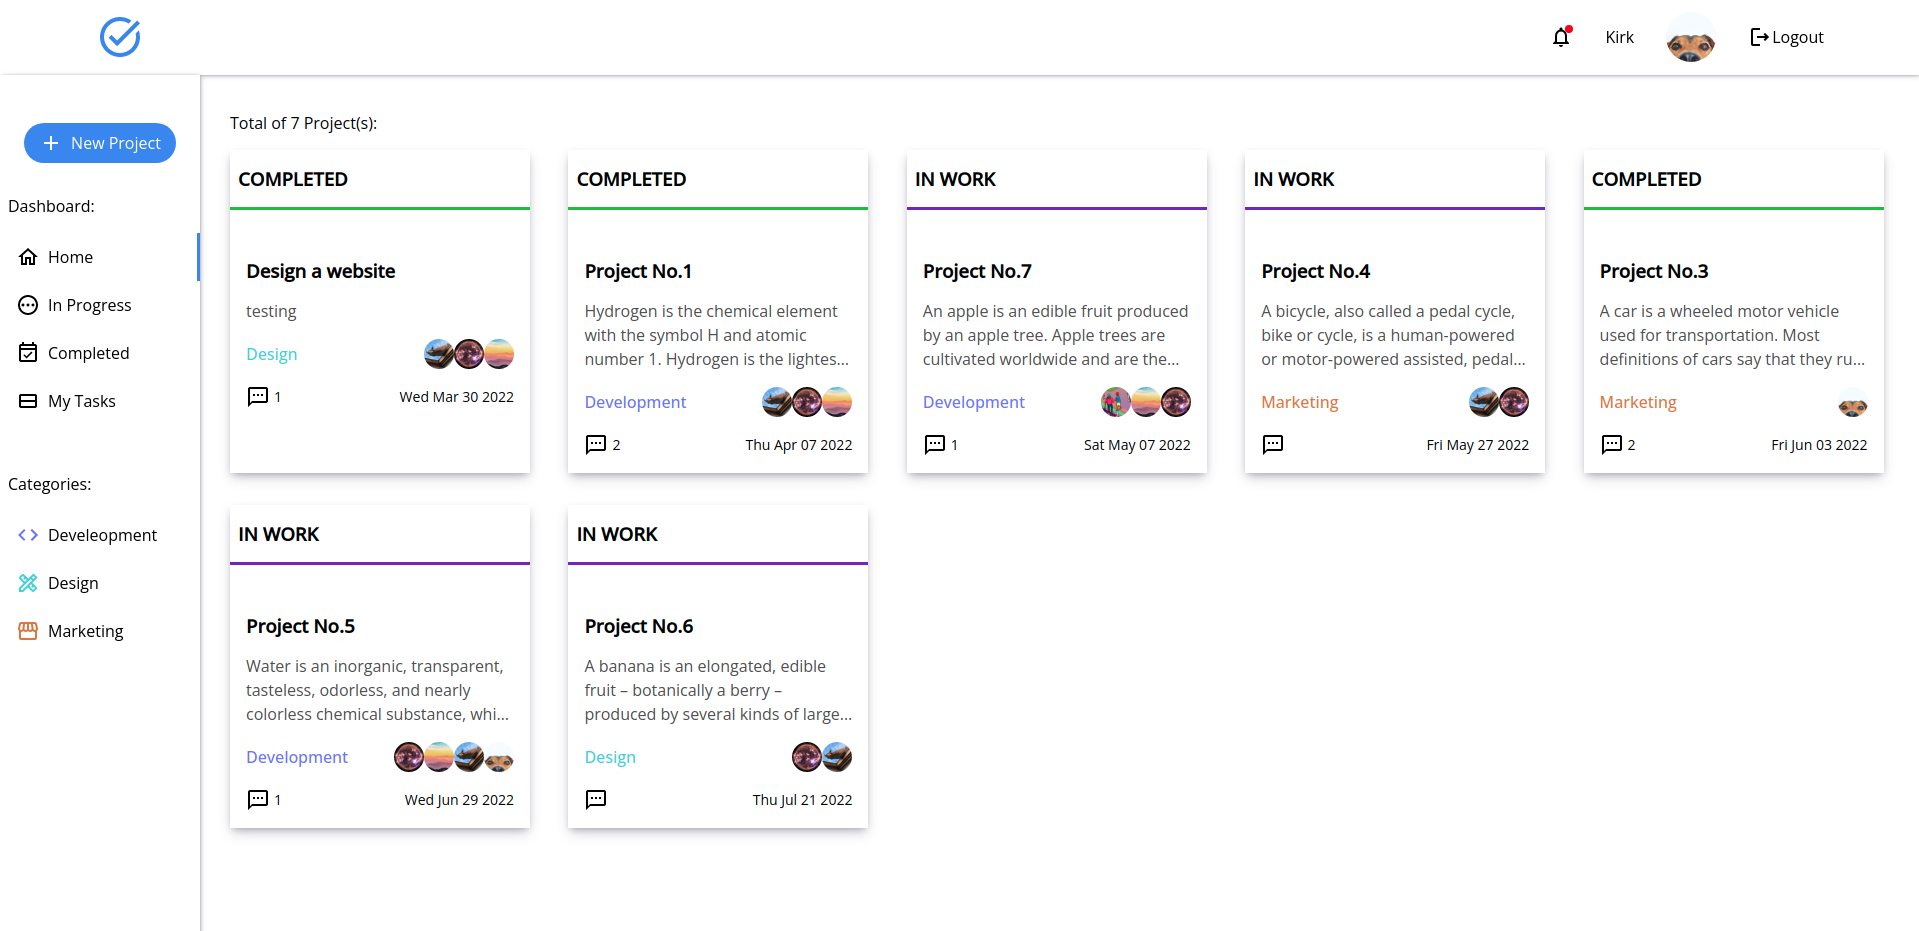 Kirk
Logout
New Project
Dashboard:
Home
In Progress
Completed
My Tasks
Categories:
Develeopment
Design
Marketing
Total of 7 Project(s):
COMPLETED
Design a website
testing
Design
1 Wed Mar 30 2022
COMPLETED
Project No.1
Hydrogen is the chemical element
with the symbol H and atomic
number 1. Hydrogen is the lightes...
Development
2 Thu Apr 07 2022
IN WORK
Project No.7
An apple is an edible fruit produced
by an apple tree. Apple trees are
cultivated worldwide and are the...
Development
1 Sat May 07 2022
IN WORK
Project No.4
A bicycle, also called a pedal cycle,
bike or cycle, is a human-powered
or motor-powered assisted, pedal...
Marketing
Fri May 27 2022
COMPLETED
Project No.3
A car is a wheeled motor vehicle
used for transportation. Most
definitions of cars say that they ru...
Marketing
2 Fri Jun 03 2022
IN WORK
Project No.5
Water is an inorganic, transparent,
tasteless, odorless, and nearly
colorless chemical substance, whi...
Development
1 Wed Jun 29 2022
IN WORK
Project No.6
A banana is an elongated, edible
fruit – botanically a berry –
produced by several kinds of large...
Design
Thu Jul 21 2022